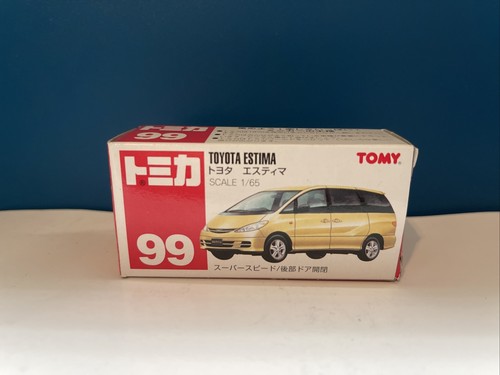 99
トミカ
TOYOTA ESTIMA
トヨタ エスティマ
SCALE 1/65
TOMY
99
スーパースピード/後部ドア開閉